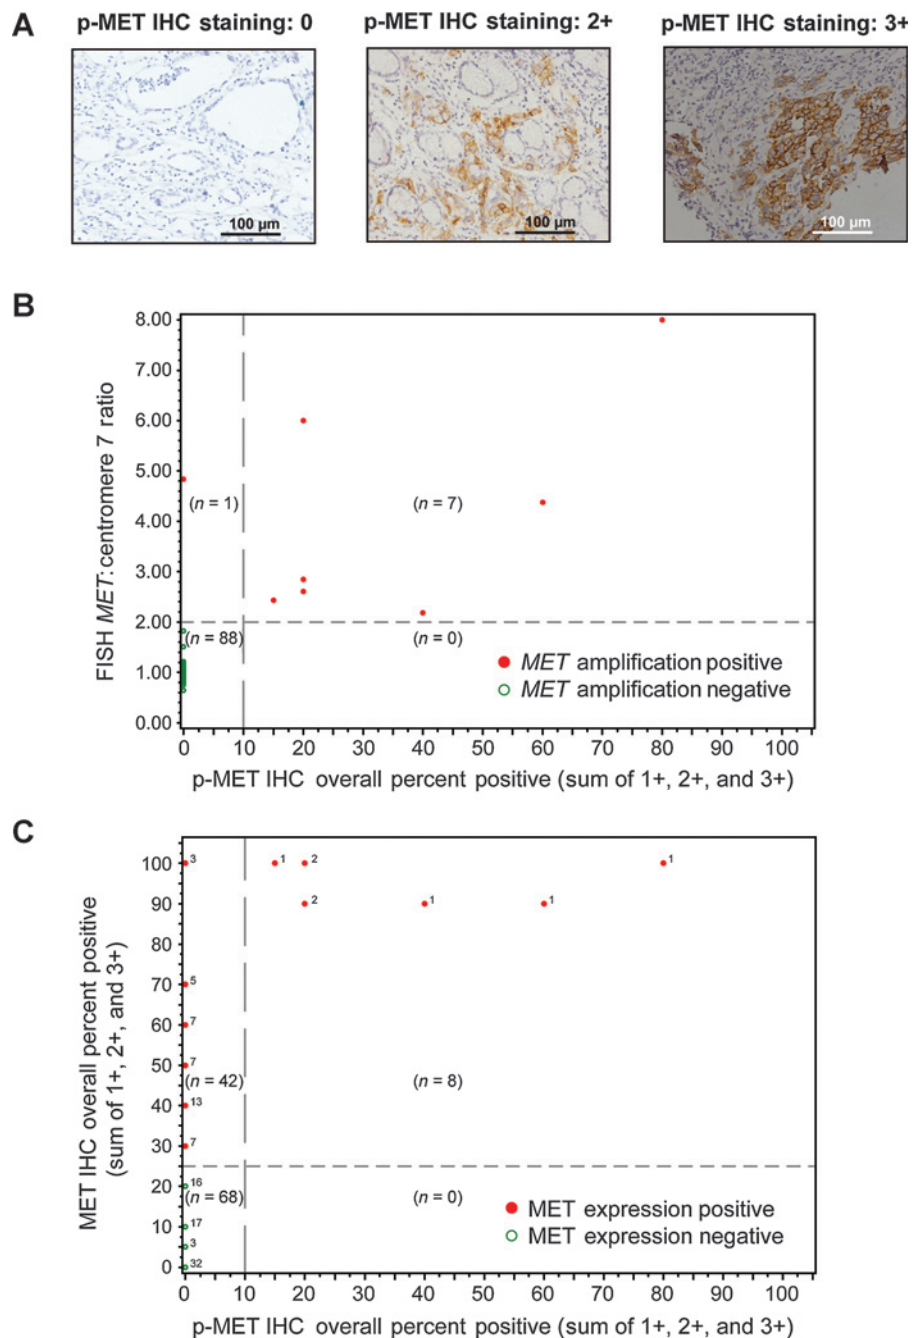 A
p-MET IHC staining: 0
p-MET IHC staining: 2+
p-MET IHC staining: 3+
100 µm
100 µm
100 µm
B
FISH MET:centromere 7 ratio
8.00
7.00
6.00
5.00
4.00
3.00
2.00
1.00
0.00
(n = 1)
(n = 7)
(n = 88)
(n = 0)
MET amplification positive
MET amplification negative
0 10 20 30 40 50 60 70 80 90 100
p-MET IHC overall percent positive (sum of 1+, 2+, and 3+)
C
MET IHC overall percent positive
(sum of 1+, 2+, and 3+)
100
90
80
70
60
50
40
30
20
10
0
3 1 2 1
2 1 1
5
7
7
(n = 42)
(n = 8)
13
7
16
(n = 68)
(n = 0)
17
3
32
MET expression positive
MET expression negative
0 10 20 30 40 50 60 70 80 90 100
p-MET IHC overall percent positive (sum of 1+, 2+, and 3+)